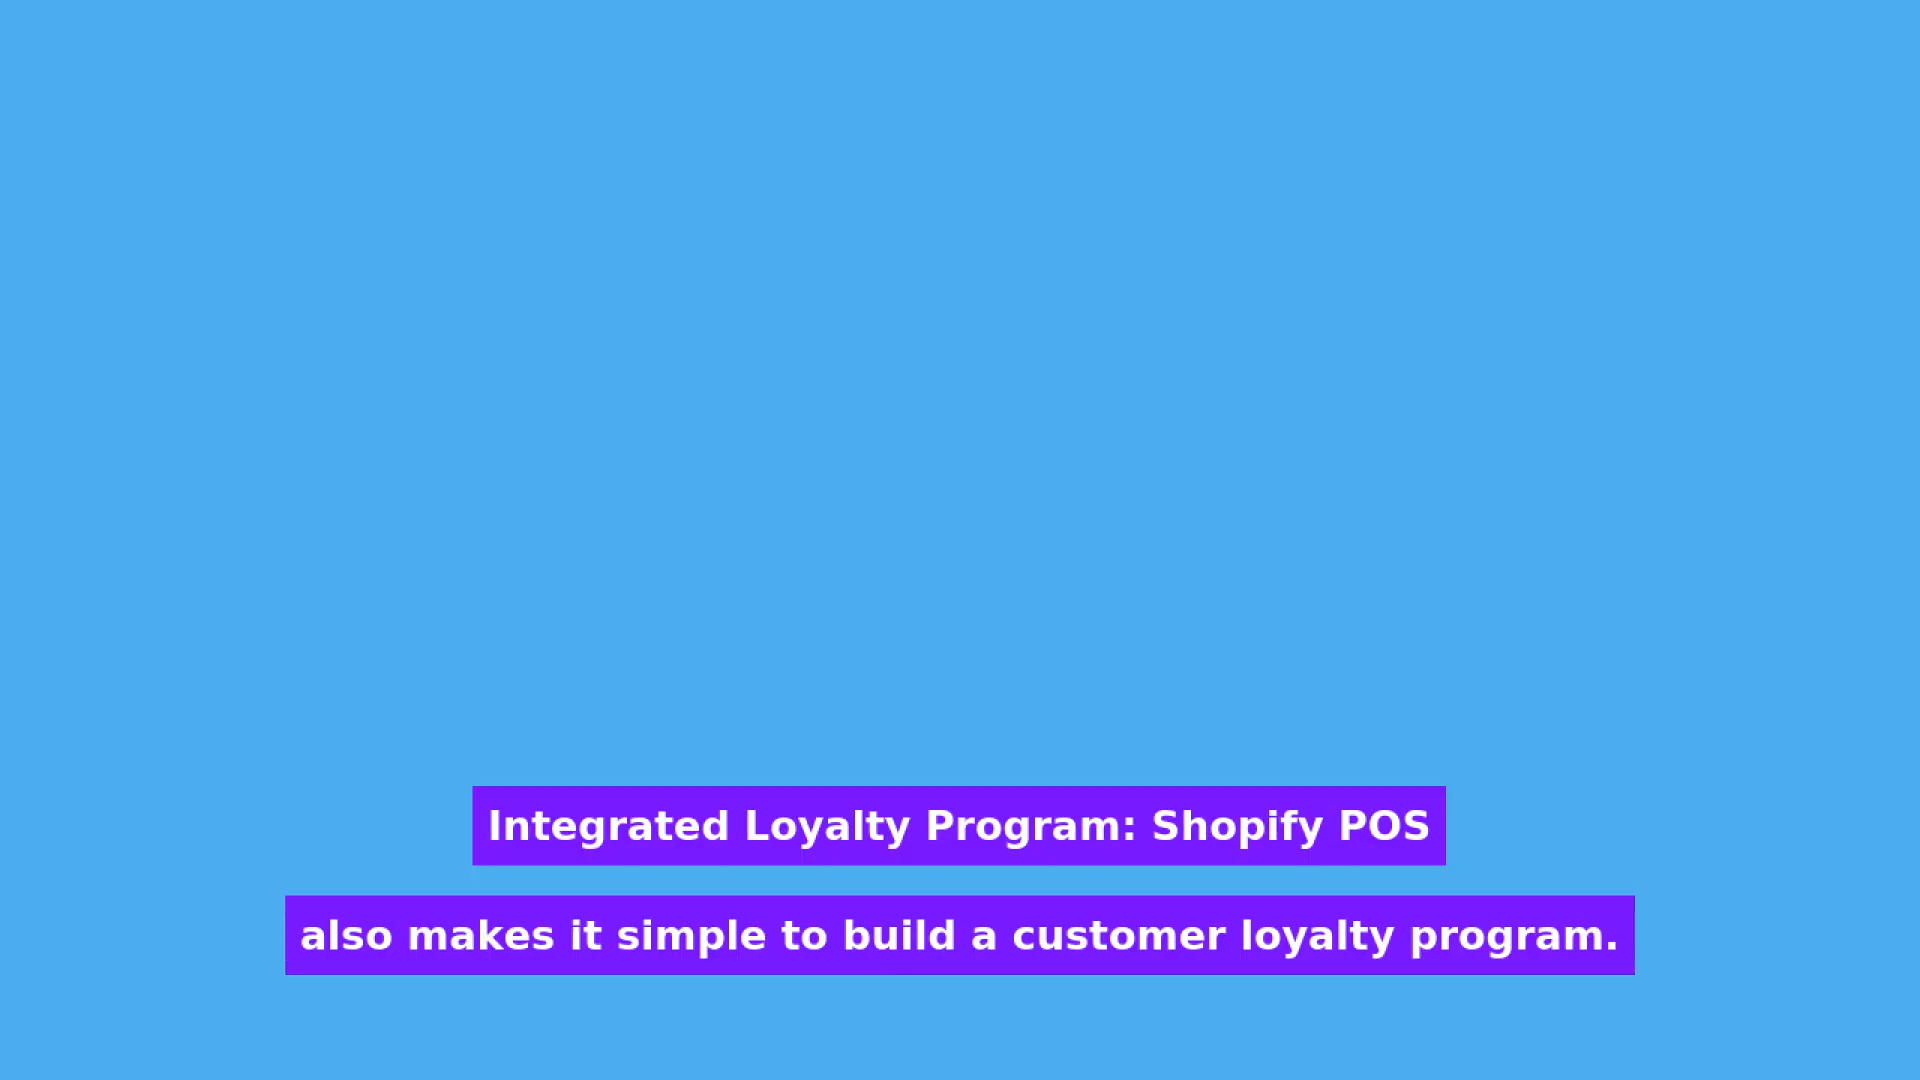 Integrated Loyalty Program: Shopify POS
also makes it simple to build a customer loyalty program.